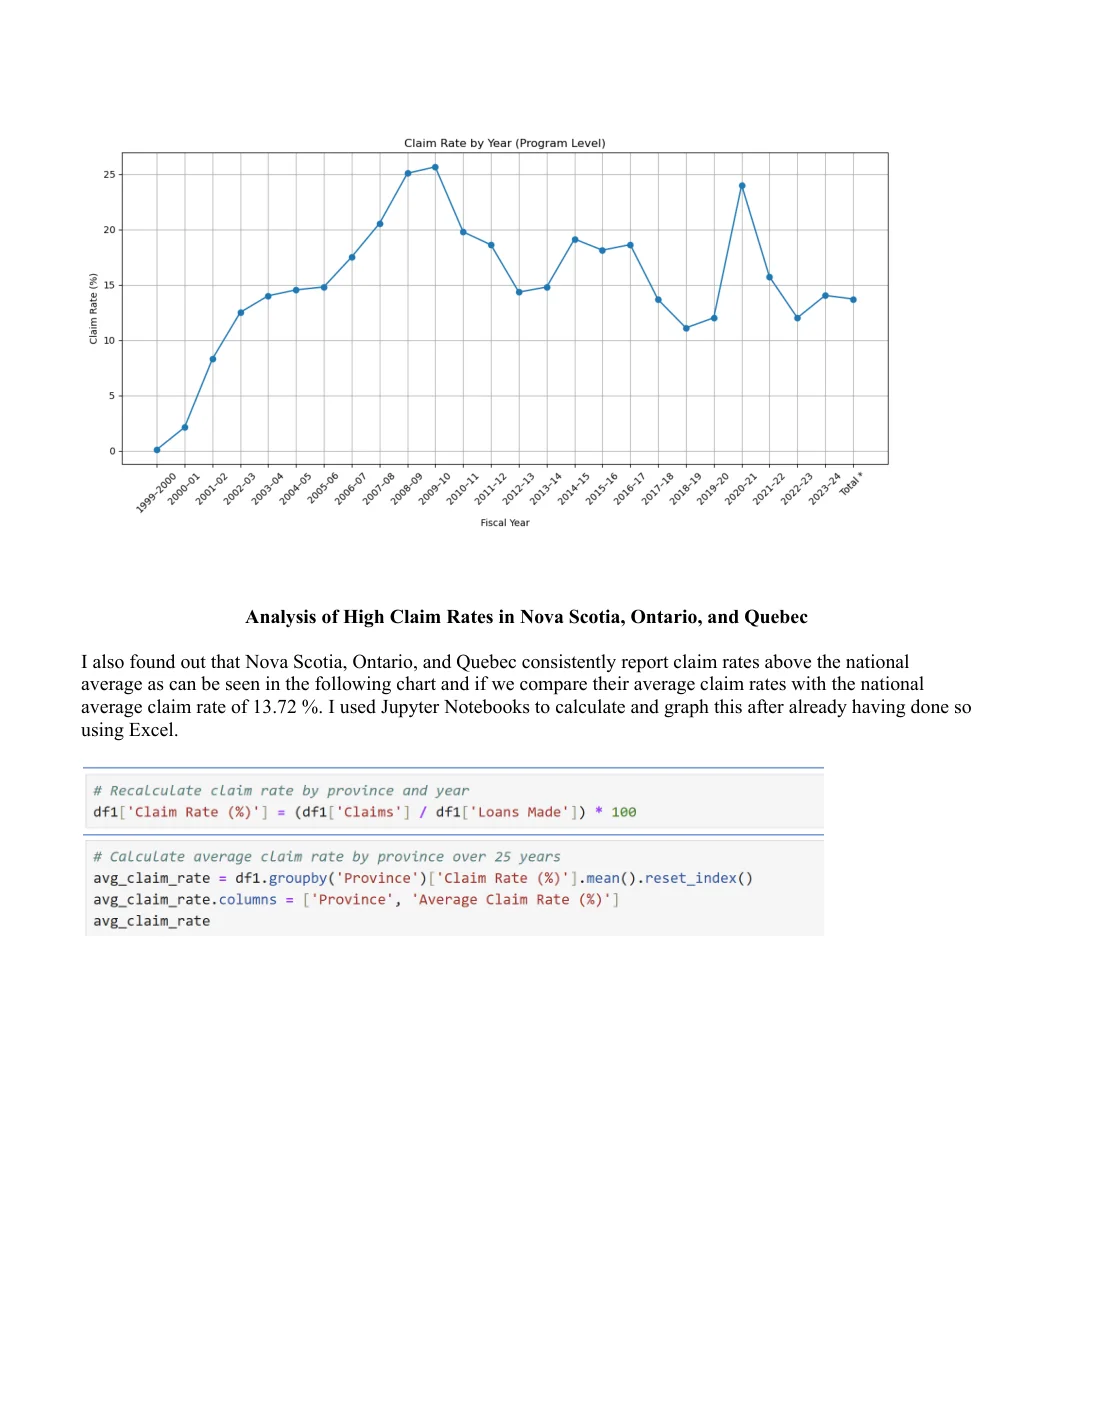 Claim Rate by Year (Program Level)
25
20
15
10
5
0
Claim Rate (%)
1999-2000 2000-01 2001-02 2002-03 2003-04 2004-05 2005-06 2006-07 2007-08 2008-09 2009-10 2010-11 2011-12 2012-13 2013-14 2014-15 2015-16 2016-17 2017-18 2018-19 2019-20 2020-21 2021-22 2022-23 2023-24 Total *
Fiscal Year
Analysis of High Claim Rates in Nova Scotia, Ontario, and Quebec
I also found out that Nova Scotia, Ontario, and Quebec consistently report claim rates above the national
average as can be seen in the following chart and if we compare their average claim rates with the national
average claim rate of 13.72 %. I used Jupyter Notebooks to calculate and graph this after already having done so
using Excel.
# Recalculate claim rate by province and year
df1['Claim Rate (%)'] = (df1['Claims'] / df1['Loans Made']) * 100
# Calculate average claim rate by province over 25 years
avg_claim_rate = df1.groupby('Province')['Claim Rate (%)'].mean().reset_index()
avg_claim_rate.columns = ['Province', 'Average Claim Rate (%)']
avg_claim_rate